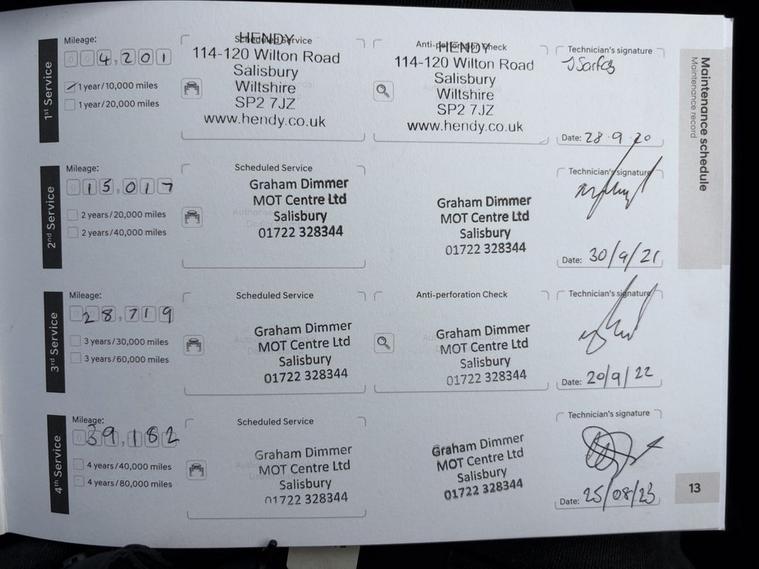 Maintenance schedule
Maintenance record
1st Service
Mileage:
04,201
1 year/10,000 miles
1 year/20,000 miles
Scheduled Service
HENDY
114-120 Wilton Road
Salisbury
Wiltshire
SP2 7JZ
www.hendy.co.uk
Anti-perforation Check
HENDY
114-120 Wilton Road
Salisbury
Wiltshire
SP2 7JZ
www.hendy.co.uk
Technician's signature
Date: 28.9.20
2nd Service
Mileage:
15,017
2 years/20,000 miles
2 years/40,000 miles
Scheduled Service
Graham Dimmer
MOT Centre Ltd
Salisbury
01722 328344
Graham Dimmer
MOT Centre Ltd
Salisbury
01722 328344
Technician's signature
Date: 30/9/21
3rd Service
Mileage:
28,719
3 years/30,000 miles
3 years/60,000 miles
Scheduled Service
Graham Dimmer
MOT Centre Ltd
Salisbury
01722 328344
Anti-perforation Check
Graham Dimmer
MOT Centre Ltd
Salisbury
01722 328344
Technician's signature
Date: 20/9/22
4th Service
Mileage:
39,182
4 years/40,000 miles
4 years/80,000 miles
Scheduled Service
Graham Dimmer
MOT Centre Ltd
Salisbury
01722 328344
Graham Dimmer
MOT Centre Ltd
Salisbury
01722 328344
Technician's signature
Date: 25/08/23
13